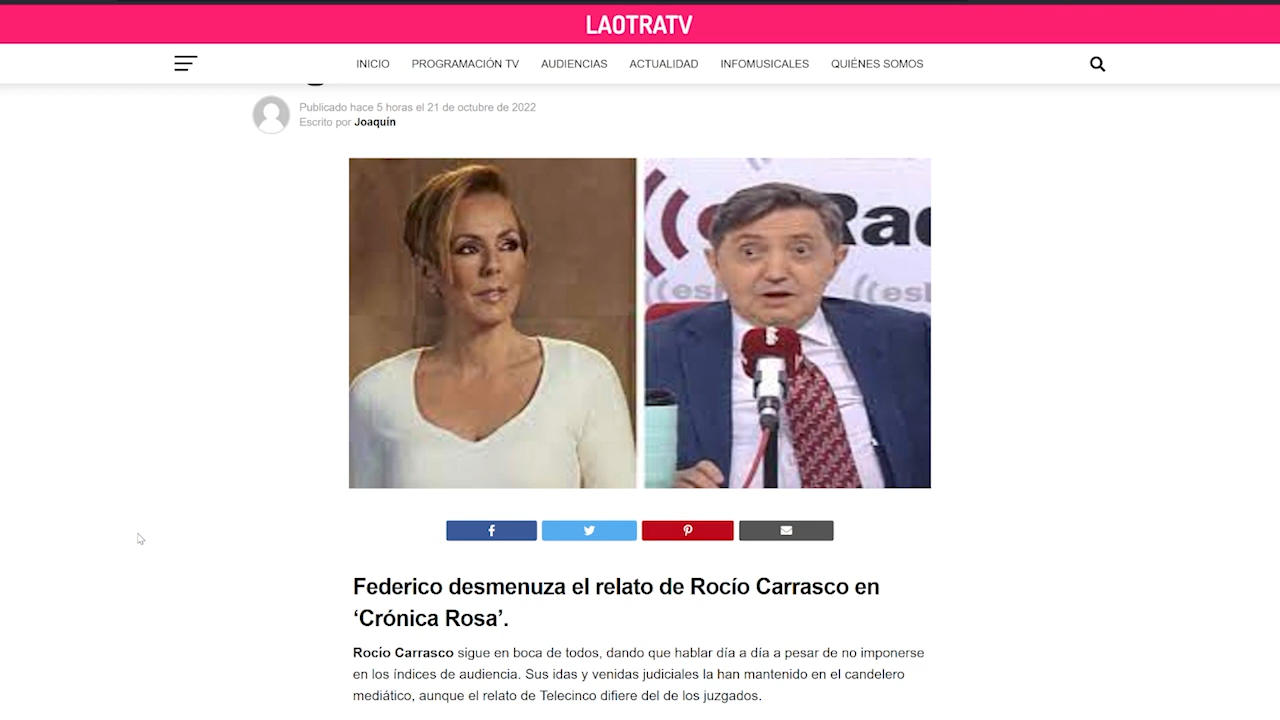 LAOTRATV
INICIO PROGRAMACIÓN TV AUDIENCIAS ACTUALIDAD INFOMUSICALES QUIÉNES SOMOS
Publicado hace 5 horas el 21 de octubre de 2022
Escrito por Joaquín
Federico desmenuza el relato de Rocío Carrasco en
‘Crónica Rosa’.
Rocío Carrasco sigue en boca de todos, dando que hablar día a día a pesar de no imponerse
en los índices de audiencia. Sus idas y venidas judiciales la han mantenido en el candelero
mediático, aunque el relato de Telecinco difiere del de los juzgados.